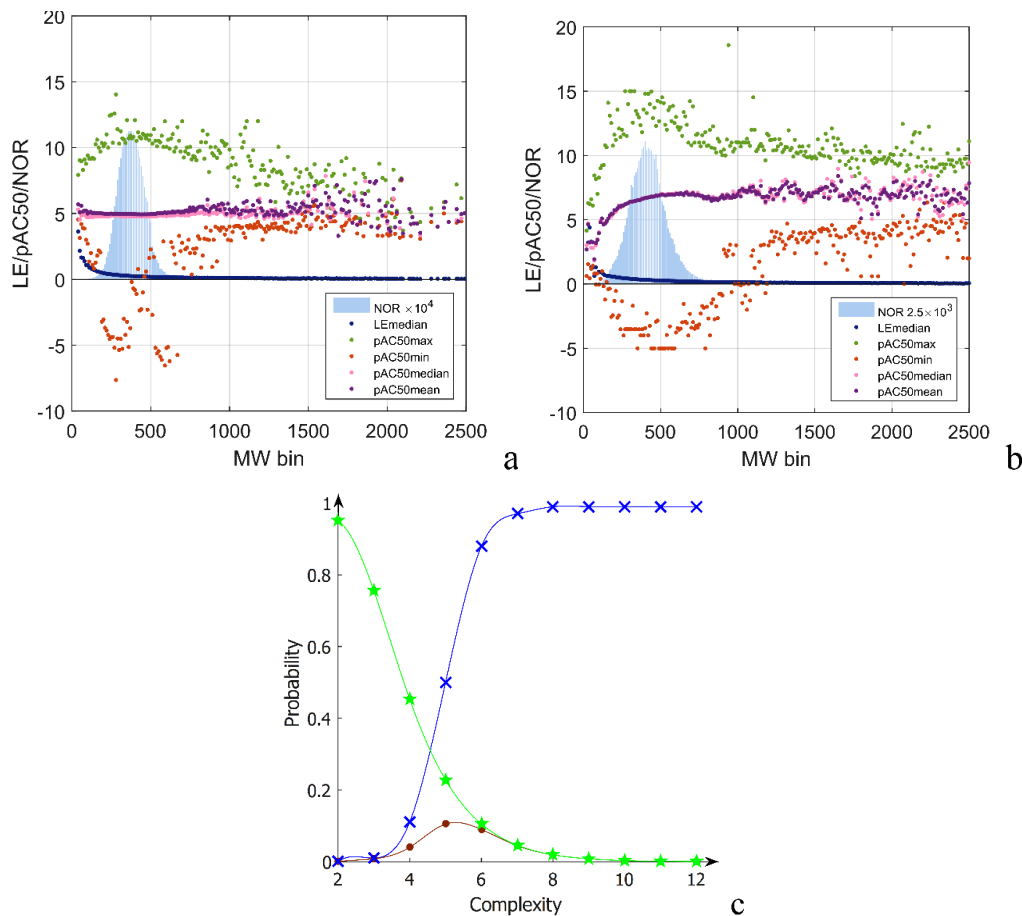 20
15
10
5
0
-5
-10
0 500 1000 1500 2000 2500
LE/pAC50/NOR
MW bin
NOR ×10^4
LEmedian
pAC50max
pAC50min
pAC50median
pAC50mean
a
20
15
10
5
0
-5
-10
0 500 1000 1500 2000 2500
LE/pAC50/NOR
MW bin
NOR 2.5×10^3
LEmedian
pAC50max
pAC50min
pAC50median
pAC50mean
b
1
0.8
0.6
0.4
0.2
0
2 4 6 8 10 12
Probability
Complexity
c